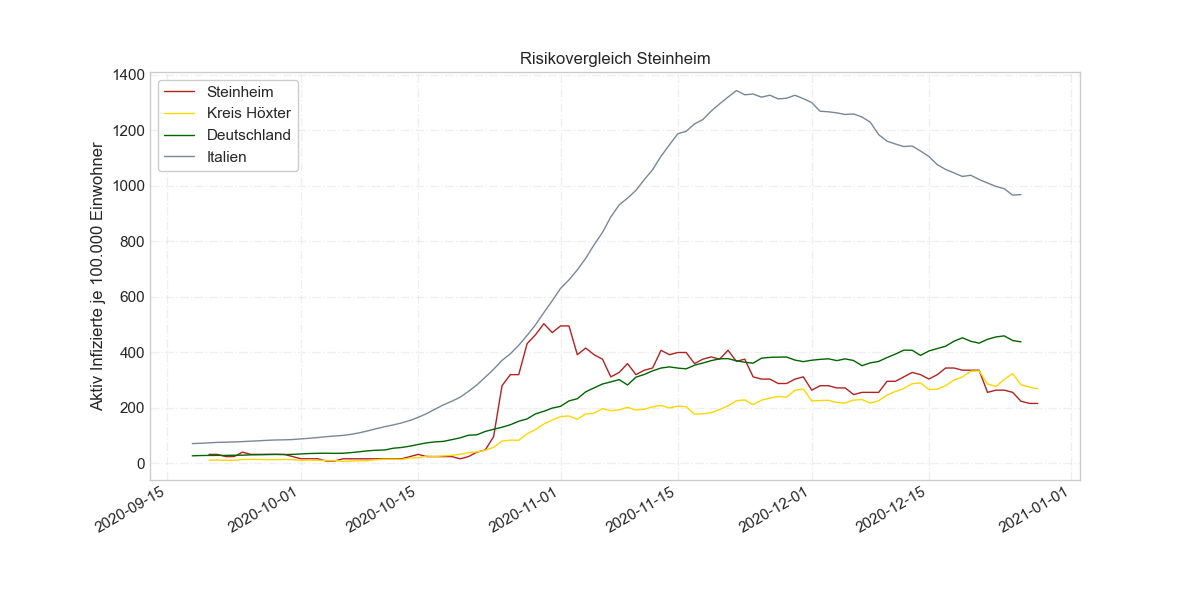 Risikovergleich Steinheim
Aktiv Infizierte je 100.000 Einwohner
1400
1200
1000
800
600
400
200
0
Steinheim
Kreis Höxter
Deutschland
Italien
2020-09-15
2020-10-01
2020-10-15
2020-11-01
2020-11-15
2020-12-01
2020-12-15
2021-01-01